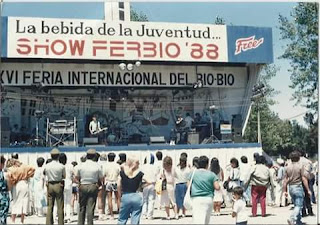 La bebida de la Juventud...
SHOW FERBIO '88
Free
XVI FERIA INTERNACIONAL DEL BIO-BIO